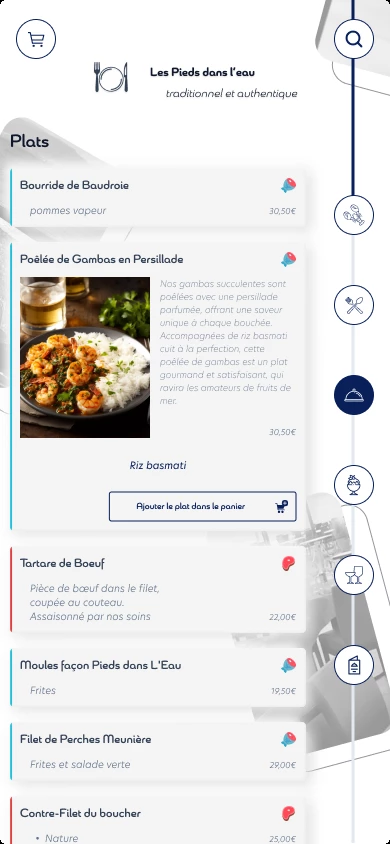 Les Pieds dans l'eau
traditionnel et authentique
Plats
Bourride de Baudroie
pommes vapeur
30,50€
Poêlée de Gambas en Persillade
Nos gambas succulentes sont
poêlées avec une persillade
parfumée, offrant une saveur
unique à chaque bouchée.
Accompagnées de riz basmati
cuit à la perfection, cette
poêlée de gambas est un plat
gourmand et satisfaisant, qui
ravira les amateurs de fruits de
mer.
30,50€
Riz basmati
Ajouter le plat dans le panier
Tartare de Boeuf
Pièce de bœuf dans le filet,
coupée au couteau.
Assaisonné par nos soins
22,00€
Moules façon Pieds dans L'Eau
Frites
19,50€
Filet de Perches Meunière
Frites et salade verte
29,00€
Contre-Filet du boucher
• Nature
25,00€